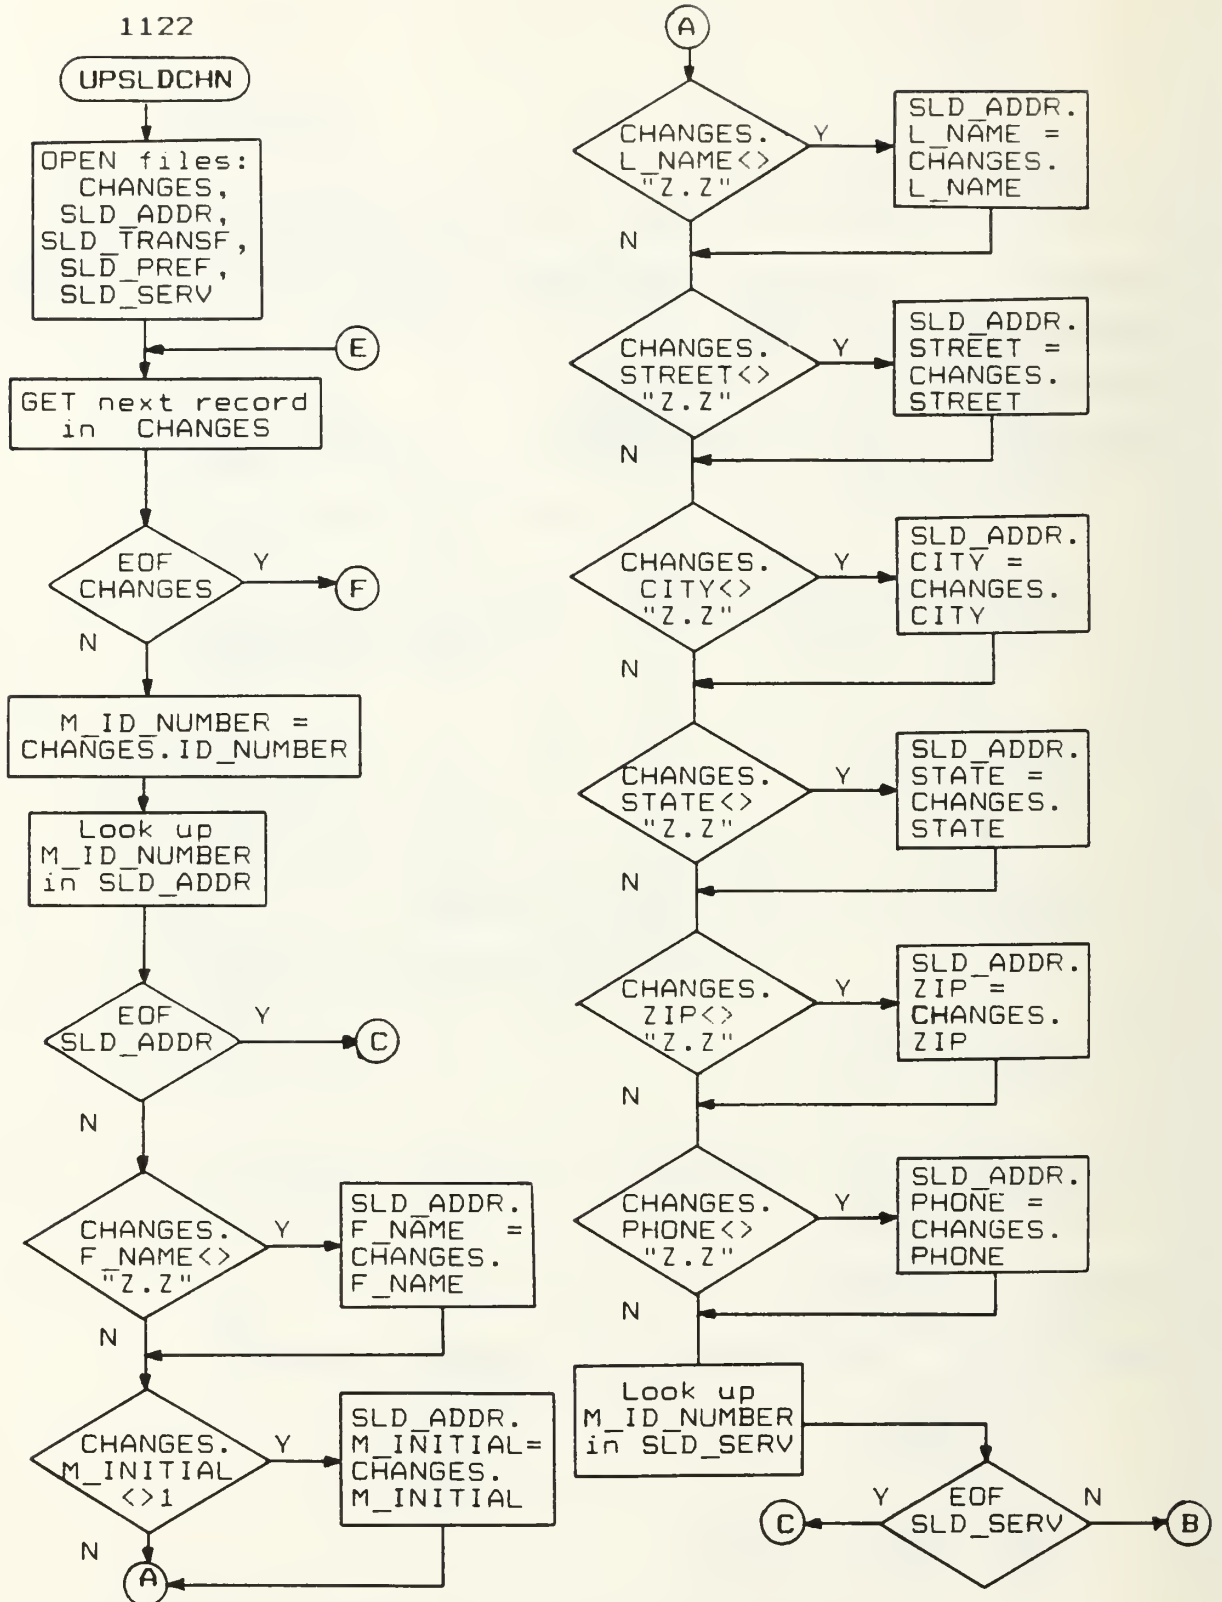 1122
UPSLDCHN
OPEN files:
CHANGES,
SLD_ADDR,
SLD_TRANSF,
SLD_PREF,
SLD_SERV
E
GET next record
in CHANGES
EOF
CHANGES
Y
F
N
M_ID_NUMBER =
CHANGES.ID_NUMBER
Look up
M_ID_NUMBER
in SLD_ADDR
EOF
SLD_ADDR
Y
C
N
CHANGES.
F_NAME<>
"Z.Z"
Y
SLD_ADDR.
F_NAME =
CHANGES.
F_NAME
N
CHANGES.
M_INITIAL
<>1
Y
SLD_ADDR.
M_INITIAL=
CHANGES.
M_INITIAL
N
A
A
CHANGES.
L_NAME<>
"Z.Z"
Y
SLD_ADDR.
L_NAME =
CHANGES.
L_NAME
N
CHANGES.
STREET<>
"Z.Z"
Y
SLD_ADDR.
STREET =
CHANGES.
STREET
N
CHANGES.
CITY<>
"Z.Z"
Y
SLD_ADDR.
CITY =
CHANGES.
CITY
N
CHANGES.
STATE<>
"Z.Z"
Y
SLD_ADDR.
STATE =
CHANGES.
STATE
N
CHANGES.
ZIP<>
"Z.Z"
Y
SLD_ADDR.
ZIP =
CHANGES.
ZIP
N
CHANGES.
PHONE<>
"Z.Z"
Y
SLD_ADDR.
PHONE =
CHANGES.
PHONE
N
Look up
M_ID_NUMBER
in SLD_SERV
EOF
SLD_SERV
Y
C
N
B